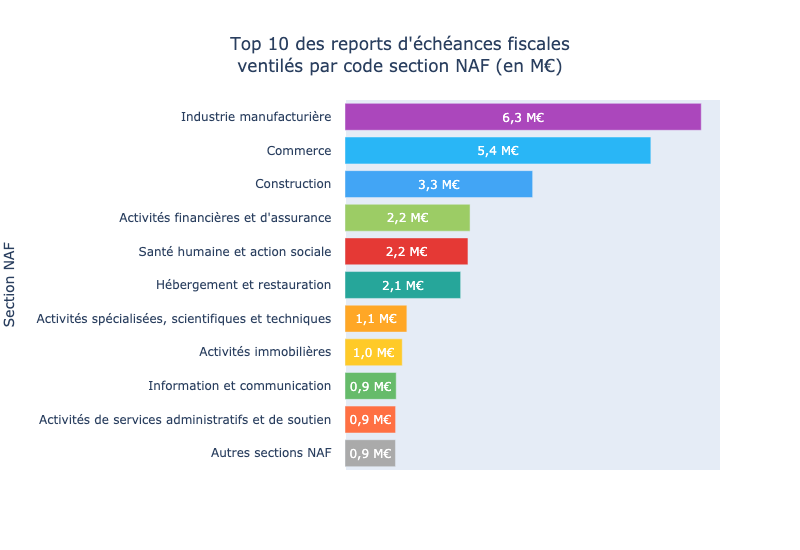 Top 10 des reports d'échéances fiscales
ventilés par code section NAF (en M€)
Section NAF
Industrie manufacturière 6,3 M€
Commerce 5,4 M€
Construction 3,3 M€
Activités financières et d'assurance 2,2 M€
Santé humaine et action sociale 2,2 M€
Hébergement et restauration 2,1 M€
Activités spécialisées, scientifiques et techniques 1,1 M€
Activités immobilières 1,0 M€
Information et communication 0,9 M€
Activités de services administratifs et de soutien 0,9 M€
Autres sections NAF 0,9 M€